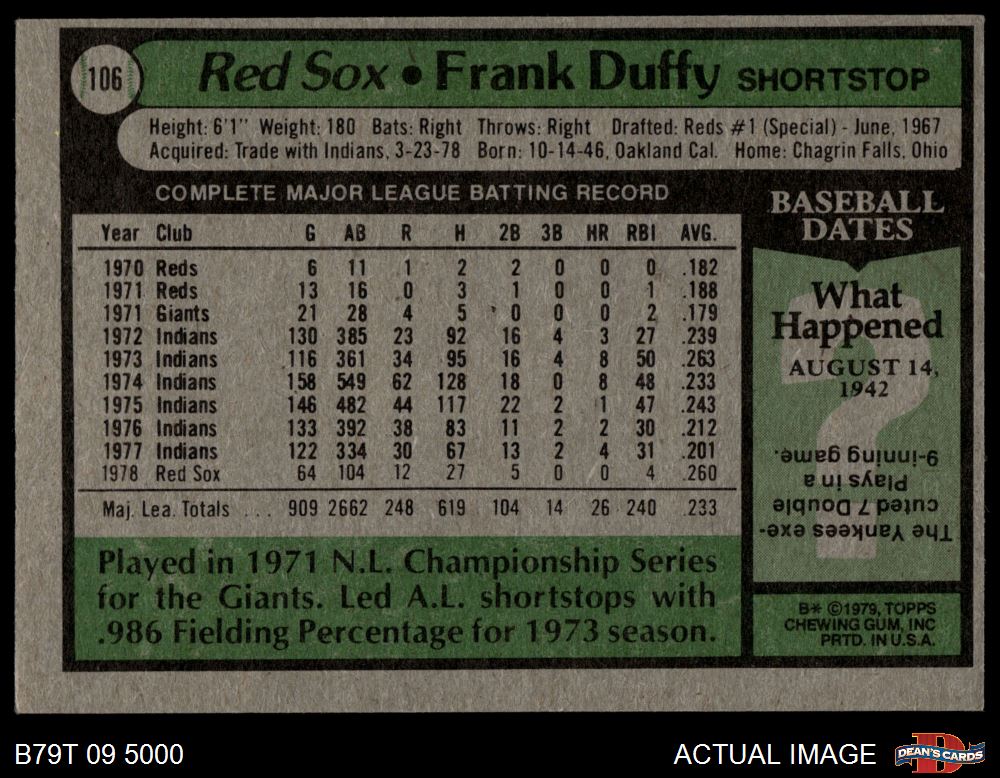 106
Red Sox • Frank Duffy SHORTSTOP
Height: 6'1" Weight: 180 Bats: Right Throws: Right Drafted: Reds #1 (Special) - June, 1967
Acquired: Trade with Indians, 3-23-78 Born: 10-14-46, Oakland Cal. Home: Chagrin Falls, Ohio
COMPLETE MAJOR LEAGUE BATTING RECORD
Year Club G AB R H 2B 3B HR RBI AVG.
1970 Reds 6 11 1 2 2 0 0 0 .182
1971 Reds 13 16 0 3 1 0 0 1 .188
1971 Giants 21 28 4 5 0 0 0 2 .179
1972 Indians 130 385 23 92 16 4 3 27 .239
1973 Indians 116 361 34 95 16 4 8 50 .263
1974 Indians 158 549 62 128 18 0 8 48 .233
1975 Indians 146 482 44 117 22 2 1 47 .243
1976 Indians 133 392 38 83 11 2 2 30 .212
1977 Indians 122 334 30 67 13 2 4 31 .201
1978 Red Sox 64 104 12 27 5 0 0 4 .260
Maj. Lea. Totals ... 909 2662 248 619 104 14 26 240 .233
Played in 1971 N.L. Championship Series
for the Giants. Led A.L. shortstops with
.986 Fielding Percentage for 1973 season.
BASEBALL
DATES
What
Happened
AUGUST 14,
1942
?
The Yankees exe-
cuted 7 Double
Plays in a
9-inning game.
B* ©1979, TOPPS
CHEWING GUM, INC
PRTD. IN U.S.A.
B79T 09 5000
ACTUAL IMAGE
D
DEAN'S CARDS